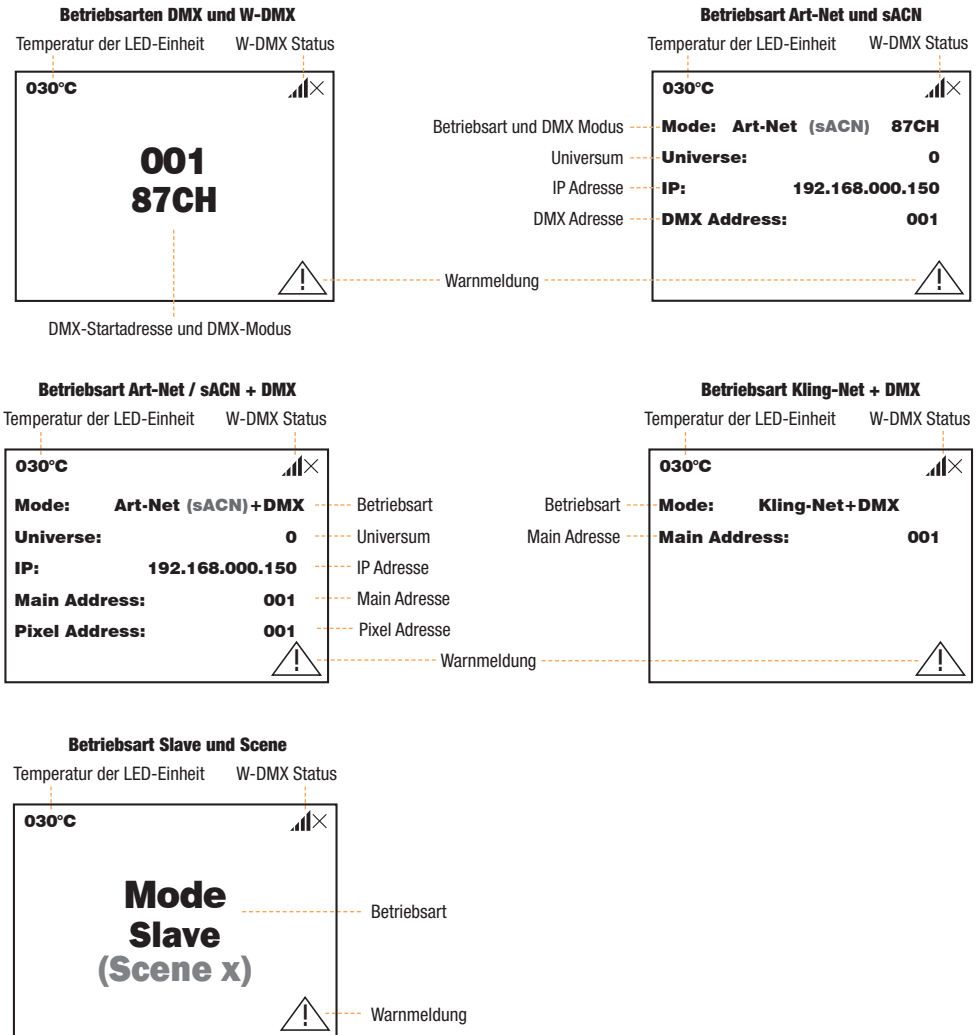 Betriebsarten DMX und W-DMX
Temperatur der LED-Einheit W-DMX Status
030°C
001
87CH
DMX-Startadresse und DMX-Modus
Betriebsart Art-Net und sACN
Temperatur der LED-Einheit W-DMX Status
030°C
Betriebsart und DMX Modus Mode: Art-Net (sACN) 87CH
Universum Universe: 0
IP Adresse IP: 192.168.000.150
DMX Adresse DMX Address: 001
Warnmeldung
Betriebsart Art-Net / sACN + DMX
Temperatur der LED-Einheit W-DMX Status
030°C
Mode: Art-Net (sACN)+DMX Betriebsart
Universe: 0 Universum
IP: 192.168.000.150 IP Adresse
Main Address: 001 Main Adresse
Pixel Address: 001 Pixel Adresse
Betriebsart Kling-Net + DMX
Temperatur der LED-Einheit W-DMX Status
030°C
Betriebsart Mode: Kling-Net+DMX
Main Adresse Main Address: 001
Warnmeldung
Betriebsart Slave und Scene
Temperatur der LED-Einheit W-DMX Status
030°C
Mode
Slave
(Scene x)
Betriebsart
Warnmeldung